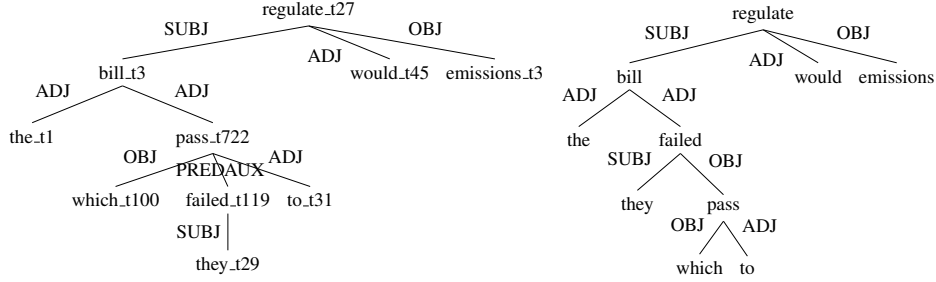 regulate_t27 regulate
SUBJ OBJ SUBJ OBJ
ADJ ADJ
bill_t3 would_t45 emissions_t3 bill would emissions
ADJ ADJ ADJ ADJ
the_t1 pass_t722 the failed
OBJ PREDAUX ADJ SUBJ OBJ
which_t100 failed_t119 to_t31 they pass
SUBJ OBJ ADJ
they_t29 which to